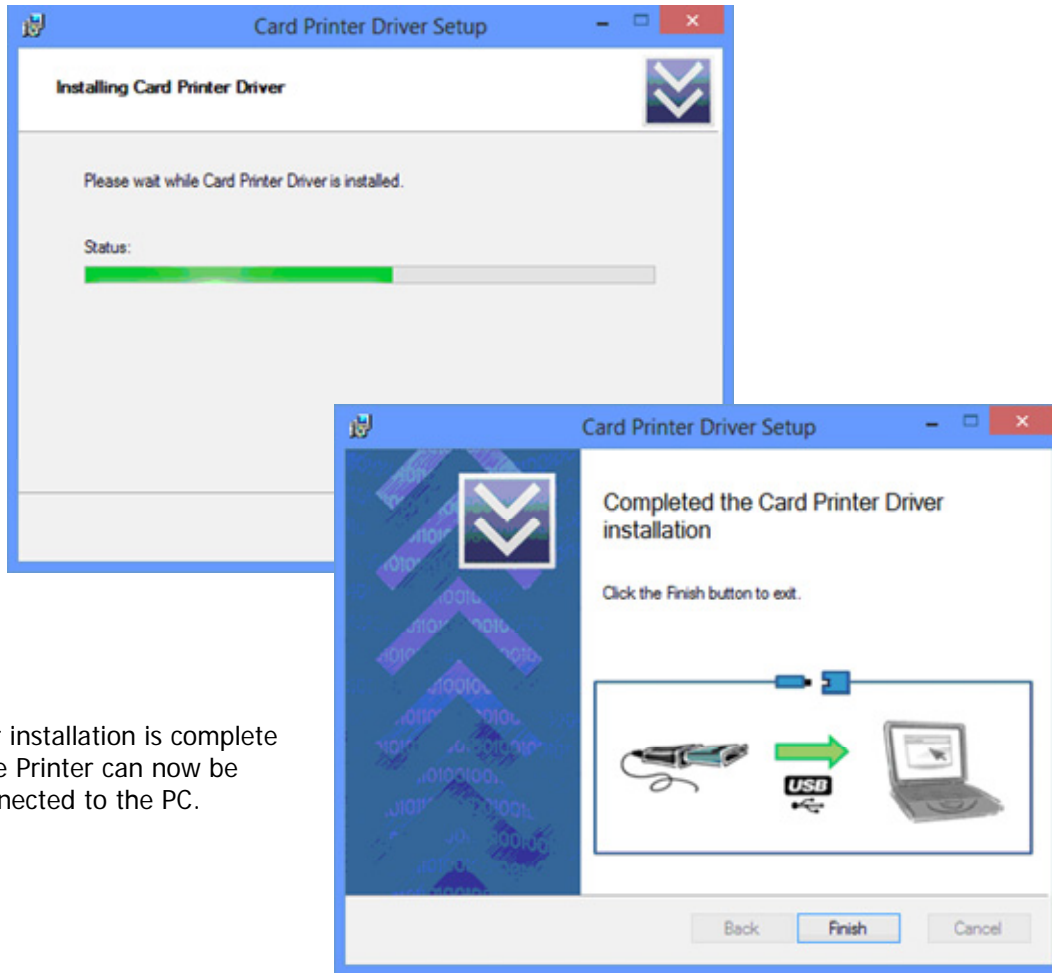 Card Printer Driver Setup
Installing Card Printer Driver
Please wait while Card Printer Driver is installed.
Status:
Card Printer Driver Setup
Completed the Card Printer Driver
installation
Click the Finish button to exit.
USB
Back Finish Cancel
installation is complete
Printer can now be
to the PC.